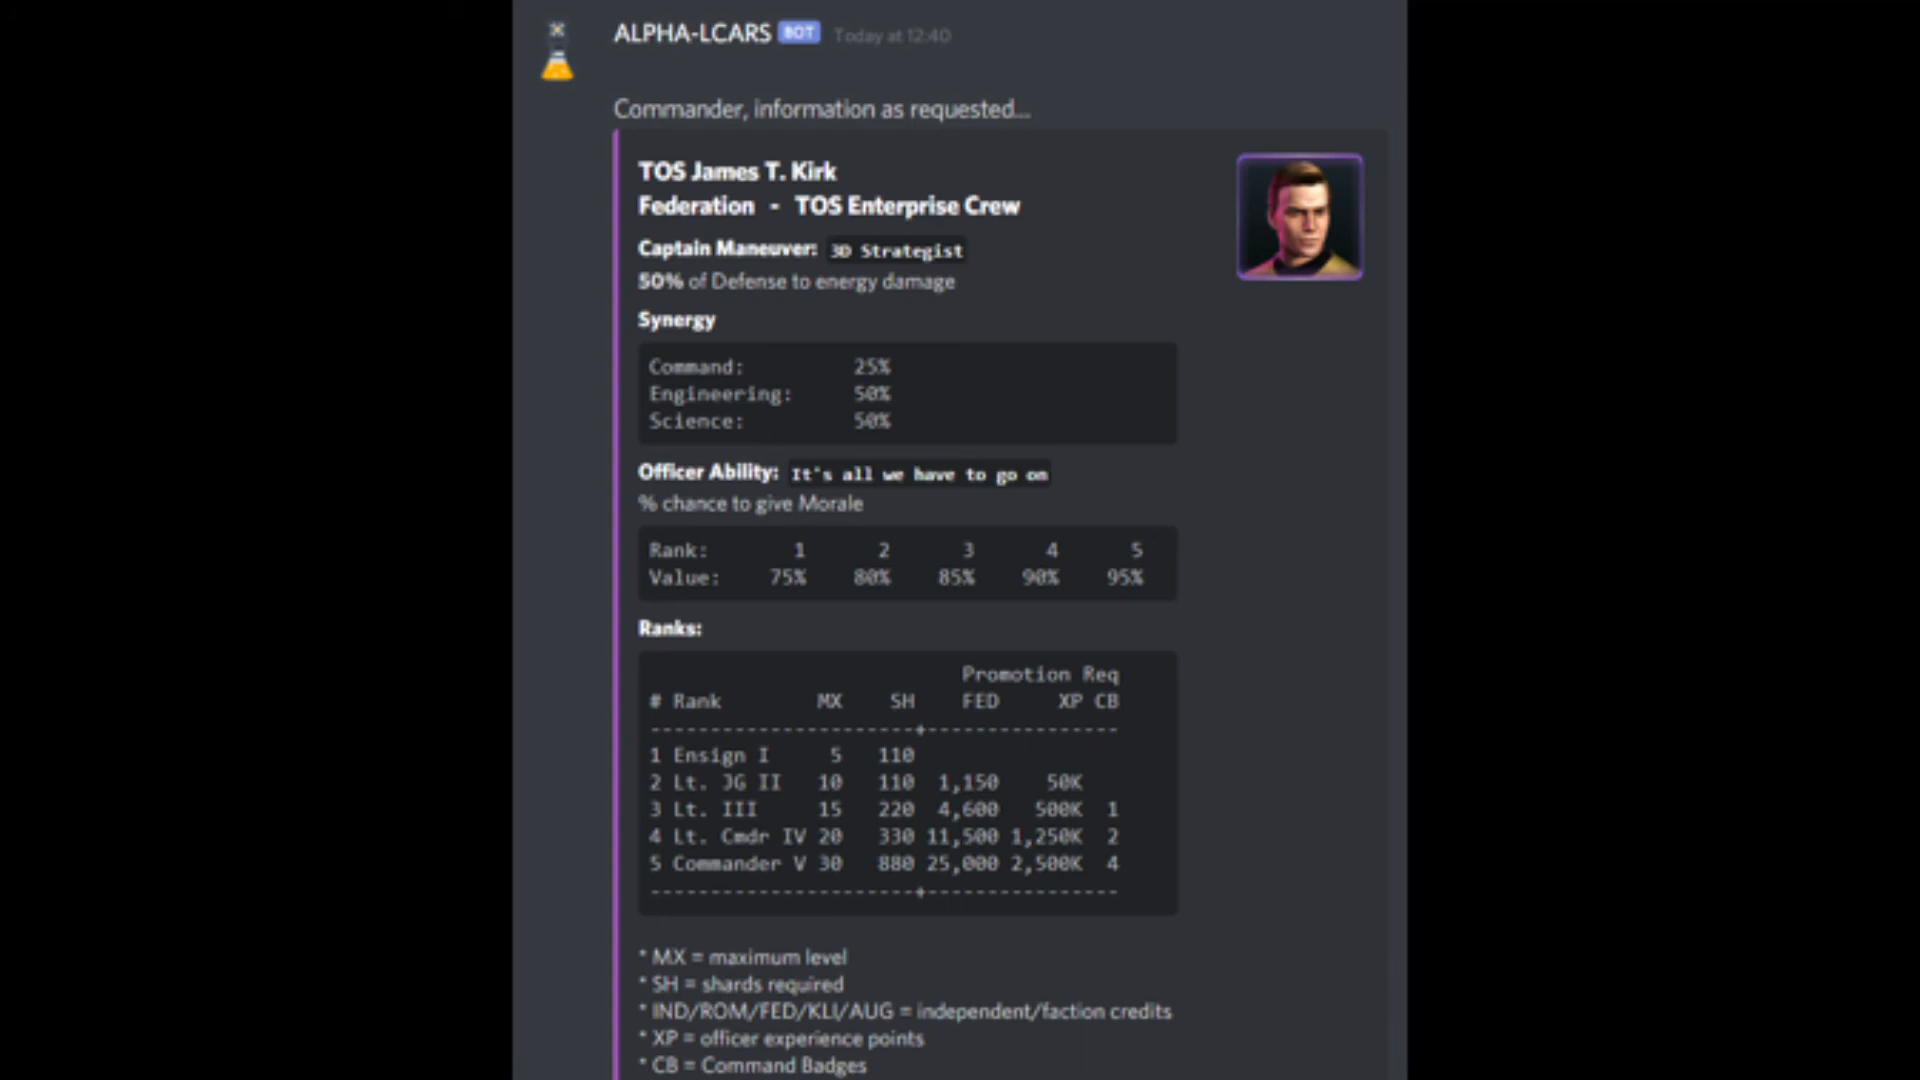 ALPHA-LCARS BOT Today at 12:40
Commander, information as requested...
TOS James T. Kirk
Federation - TOS Enterprise Crew
Captain Maneuver: 3D Strategist
50% of Defense to energy damage
Synergy
Command: 25%
Engineering: 50%
Science: 50%
Officer Ability: It's all we have to go on
% chance to give Morale
Rank: 1 2 3 4 5
Value: 75% 80% 85% 90% 95%
Ranks:
Promotion Req
# Rank MX SH FED XP CB
----------------------+----------------
1 Ensign I 5 110
2 Lt. JG II 10 110 1,150 50K
3 Lt. III 15 220 4,600 500K 1
4 Lt. Cmdr IV 20 330 11,500 1,250K 2
5 Commander V 30 880 25,000 2,500K 4
----------------------+----------------
* MX = maximum level
* SH = shards required
* IND/ROM/FED/KLI/AUG = independent/faction credits
* XP = officer experience points
* CB = Command Badges